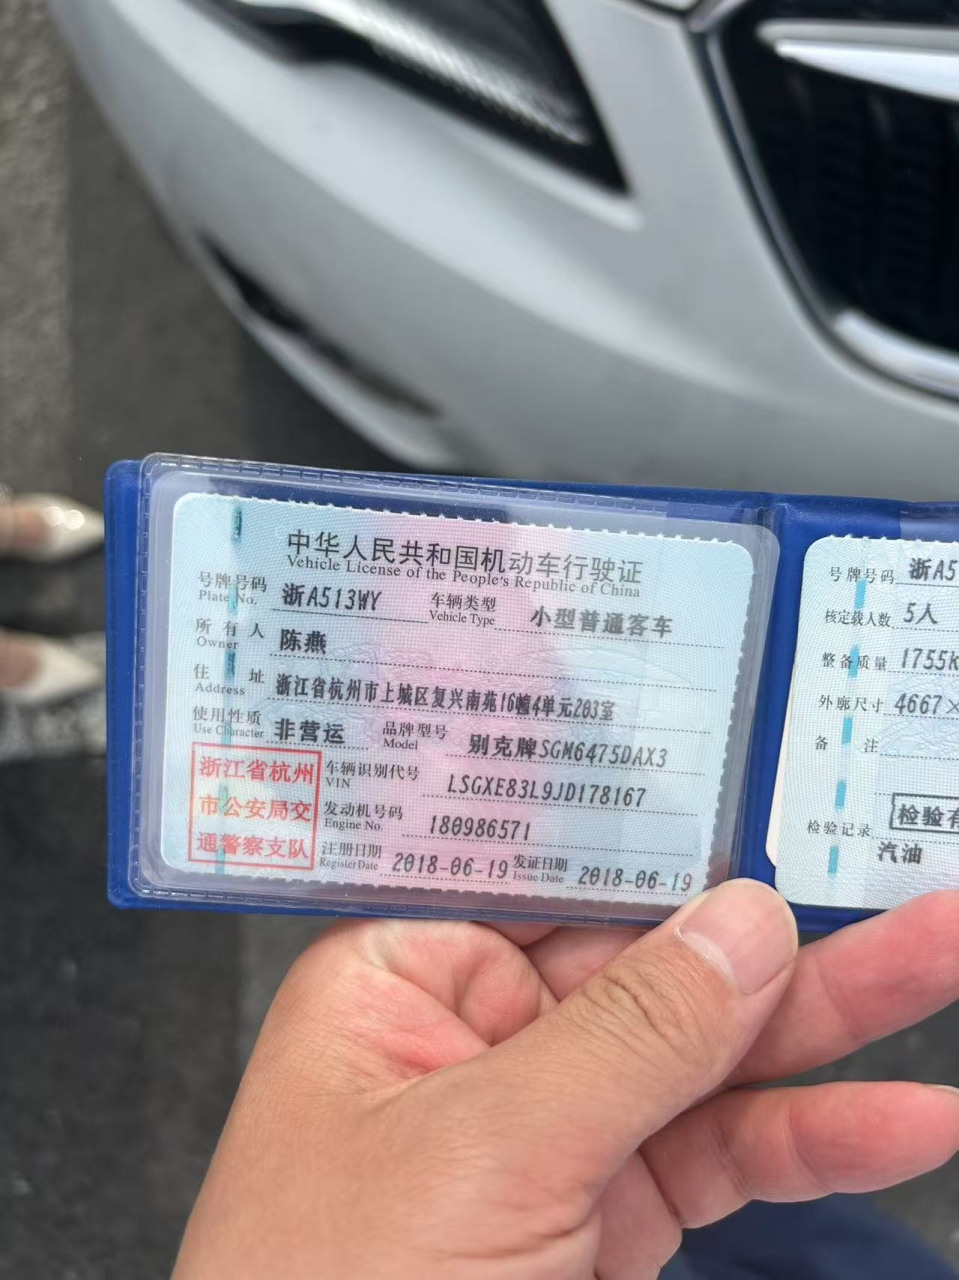 中华人民共和国机动车行驶证
Vehicle License of the People's Republic of China
号牌号码 浙A513WY 车辆类型 小型普通客车
Plate No. Vehicle Type
所有人 陈燕
Owner
住址 浙江省杭州市上城区复兴南苑16幢4单元203室
Address
使用性质 非营运 品牌型号 别克牌SGM6475DAX3
Use Character Model
浙江省杭州
市公安局交
通警察支队
车辆识别代号 LSGXE83L9JD178167
VIN
发动机号码 180986571
Engine No.
注册日期 2018-06-19 发证日期 2018-06-19
Register Date Issue Date
号牌号码 浙A5
核定载人数 5人
整备质量 1755k
外廓尺寸 4667×
备注
检验记录 检验有
汽油